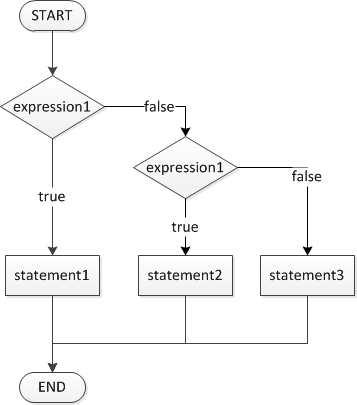 START
expression1
false
expression1
false
true
true
statement1
statement2
statement3
END